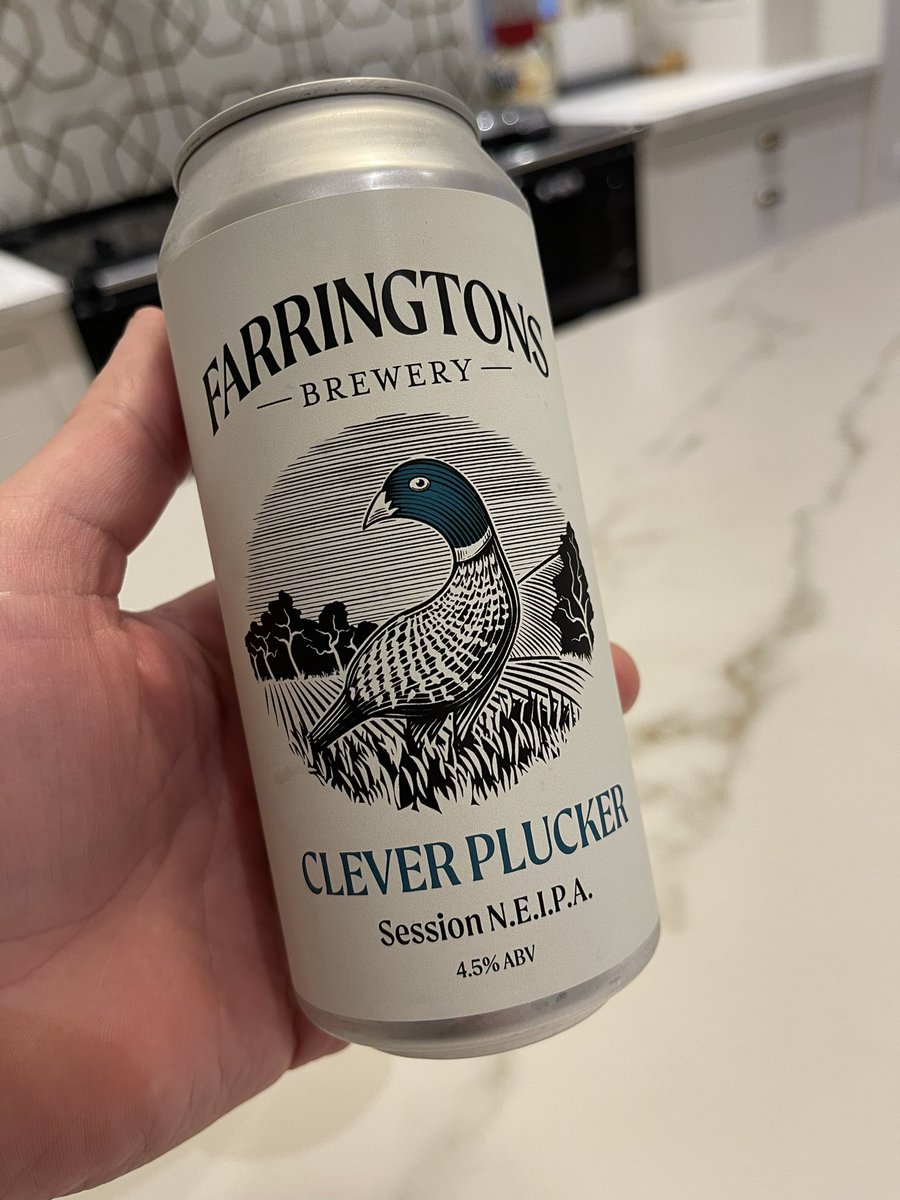 FARRINGTONS
— BREWERY —
CLEVER PLUCKER
Session N.E.I.P.A.
4.5% ABV